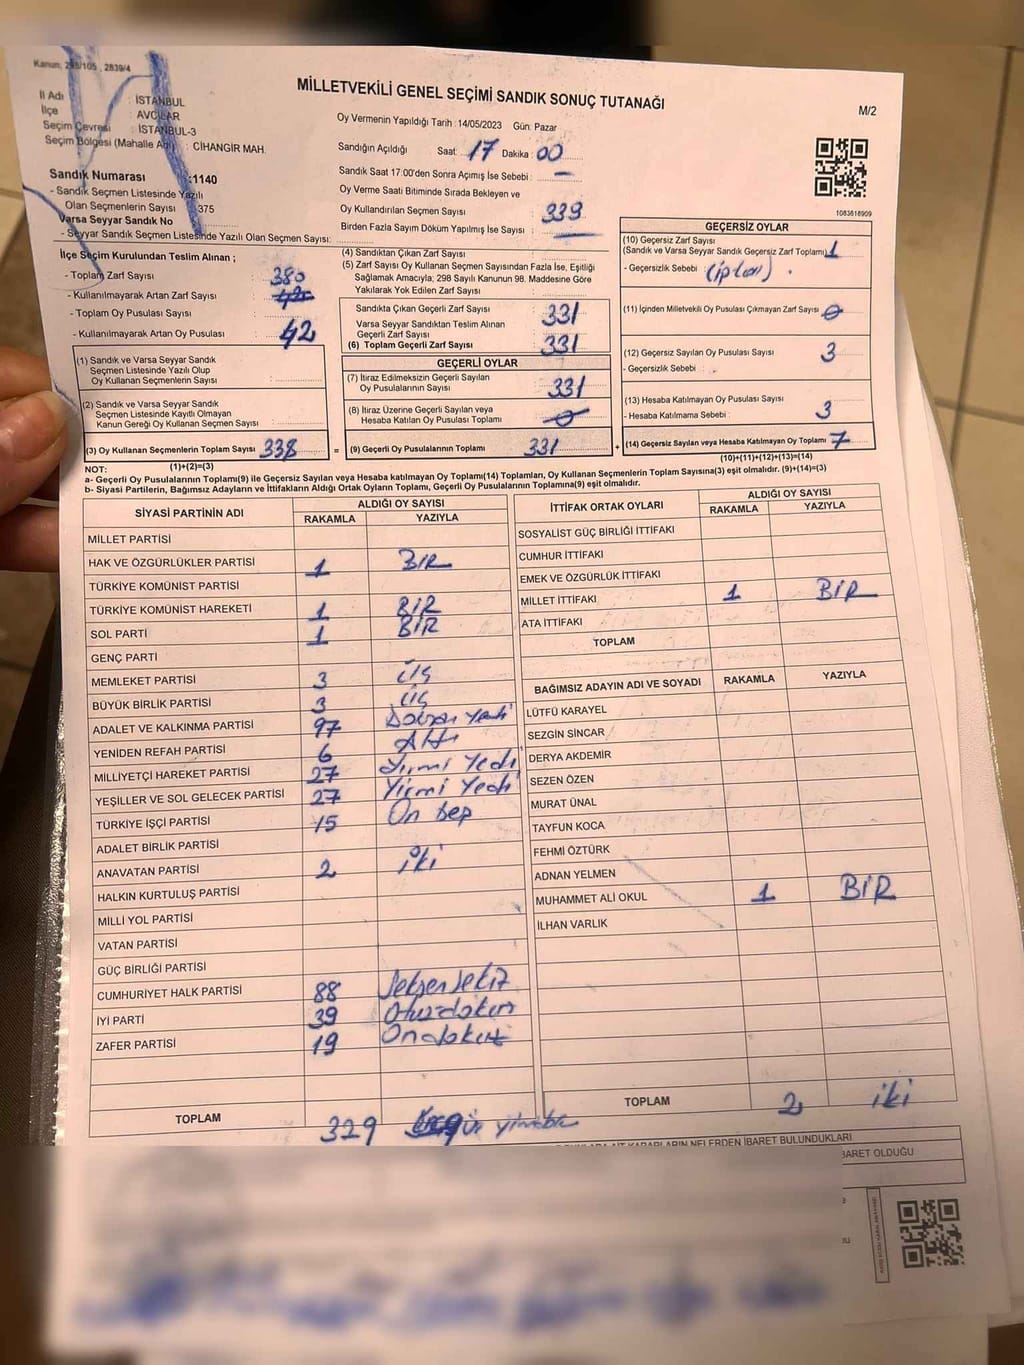 Kanun, 298/105 , 2839/4
MİLLETVEKİLİ GENEL SEÇİMİ SANDIK SONUÇ TUTANAĞI
M/2
İl Adı : İSTANBUL
İlçe : AVCILAR
Seçim Çevresi : İSTANBUL-3
Seçim Bölgesi (Mahalle Adı) : CİHANGİR MAH.
Sandık Numarası :1140
- Sandık Seçmen Listesinde Yazılı
Olan Seçmenlerin Sayısı :375
Varsa Seyyar Sandık No
- Seyyar Sandık Seçmen Listesinde Yazılı Olan Seçmen Sayısı:
Oy Vermenin Yapıldığı Tarih : 14/05/2023 Gün: Pazar
Sandığın Açıldığı Saat: 17 Dakika : 00
Sandık Saat 17:00'den Sonra Açımış İse Sebebi : —
Oy Verme Saati Bitiminde Sırada Bekleyen ve
Oy Kullandırılan Seçmen Sayısı 339
Birden Fazla Sayım Döküm Yapılmış İse Sayısı : —
1083618909
İlçe Seçim Kurulundan Teslim Alınan ;
- Toplam Zarf Sayısı : 380
- Kullanılmayarak Artan Zarf Sayısı : 42
- Toplam Oy Pusulası Sayısı :
- Kullanılmayarak Artan Oy Pusulası : 42
(1) Sandık ve Varsa Seyyar Sandık
Seçmen Listesinde Yazılı Olup
Oy Kullanan Seçmenlerin Sayısı :
(2) Sandık ve Varsa Seyyar Sandık
Seçmen Listesinde Kayıtlı Olmayan
Kanun Gereği Oy Kullanan Seçmen Sayısı :
(3) Oy Kullanan Seçmenlerin Toplam Sayısı 338 =
(4) Sandıktan Çıkan Zarf Sayısı :
(5) Zarf Sayısı Oy Kullanan Seçmen Sayısından Fazla İse, Eşitliği
Sağlamak Amacıyla; 298 Sayılı Kanunun 98. Maddesine Göre
Yakılarak Yok Edilen Zarf Sayısı :
Sandıkta Çıkan Geçerli Zarf Sayısı 331
Varsa Seyyar Sandıktan Teslim Alınan
Geçerli Zarf Sayısı
(6) Toplam Geçerli Zarf Sayısı : 331
GEÇERLİ OYLAR
(7) İtiraz Edilmeksizin Geçerli Sayılan
Oy Pusulalarının Sayısı : 331
(8) İtiraz Üzerine Geçerli Sayılan veya
Hesaba Katılan Oy Pusulası Toplamı : 0
(9) Geçerli Oy Pusulalarının Toplamı 331 +
GEÇERSİZ OYLAR
(10) Geçersiz Zarf Sayısı
(Sandık ve Varsa Seyyar Sandık Geçersiz Zarf Toplamı) 1
- Geçersizlik Sebebi (iptal) .
(11) İçinden Milletvekili Oy Pusulası Çıkmayan Zarf Sayısı 0
(12) Geçersiz Sayılan Oy Pusulası Sayısı 3
- Geçersizlik Sebebi :
(13) Hesaba Katılmayan Oy Pusulası Sayısı 3
- Hesaba Katılmama Sebebi :
(14) Geçersiz Sayılan veya Hesaba Katılmayan Oy Toplamı 7
(10)+(11)+(12)+(13)=(14)
NOT: (1)+(2)=(3)
a- Geçerli Oy Pusulalarının Toplamı(9) ile Geçersiz Sayılan veya Hesaba katılmayan Oy Toplamı(14) Toplamları, Oy Kullanan Seçmenlerin Toplam Sayısına(3) eşit olmalıdır. (9)+(14)=(3)
b- Siyasi Partilerin, Bağımsız Adayların ve İttifakların Aldığı Ortak Oyların Toplamı, Geçerli Oy Pusulalarının Toplamına(9) eşit olmalıdır.
SİYASİ PARTİNİN ADI ALDIĞI OY SAYISI
RAKAMLA YAZIYLA
MİLLET PARTİSİ
HAK VE ÖZGÜRLÜKLER PARTİSİ 1 BİR
TÜRKİYE KOMÜNİST PARTİSİ
TÜRKİYE KOMÜNİST HAREKETİ 1 BİR
SOL PARTİ 1 BİR
GENÇ PARTİ
MEMLEKET PARTİSİ 3 üç
BÜYÜK BİRLİK PARTİSİ 3 üç
ADALET VE KALKINMA PARTİSİ 97 Doksan yedi
YENİDEN REFAH PARTİSİ 6 Altı
MİLLİYETÇİ HAREKET PARTİSİ 27 Yirmi Yedi
YEŞİLLER VE SOL GELECEK PARTİSİ 27 Yirmi Yedi
TÜRKİYE İŞÇİ PARTİSİ 15 On beş
ADALET BİRLİK PARTİSİ
ANAVATAN PARTİSİ 2 iki
HALKIN KURTULUŞ PARTİSİ
MİLLİ YOL PARTİSİ
VATAN PARTİSİ
GÜÇ BİRLİĞİ PARTİSİ
CUMHURİYET HALK PARTİSİ 88 Seksen sekiz
İYİ PARTİ 39 Otuzdokuz
ZAFER PARTİSİ 19 Ondokuz
TOPLAM 329
İTTİFAK ORTAK OYLARI ALDIĞI OY SAYISI
RAKAMLA YAZIYLA
SOSYALİST GÜÇ BİRLİĞİ İTTİFAKI
CUMHUR İTTİFAKI
EMEK VE ÖZGÜRLÜK İTTİFAKI
MİLLET İTTİFAKI 1 BİR
ATA İTTİFAKI
TOPLAM
BAĞIMSIZ ADAYIN ADI VE SOYADI RAKAMLA YAZIYLA
LÜTFÜ KARAYEL
SEZGİN SİNCAR
DERYA AKDEMİR
SEZEN ÖZEN
MURAT ÜNAL
TAYFUN KOCA
FEHMİ ÖZTÜRK
ADNAN YELMEN
MUHAMMET ALİ OKUL 1 BİR
İLHAN VARLIK
TOPLAM 2 iki
KARARLARIN NELERDEN İBARET BULUNDUKLARI
İBARET OLDUĞU